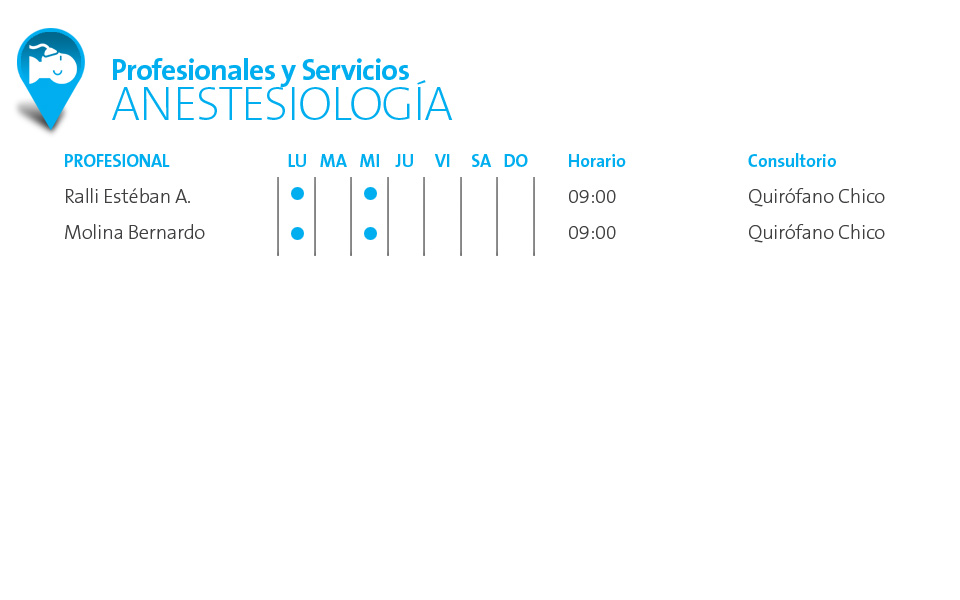 Profesionales y Servicios
ANESTESIOLOGÍA
PROFESIONAL LU MA MI JU VI SA DO Horario Consultorio
Ralli Estéban A. 09:00 Quirófano Chico
Molina Bernardo 09:00 Quirófano Chico